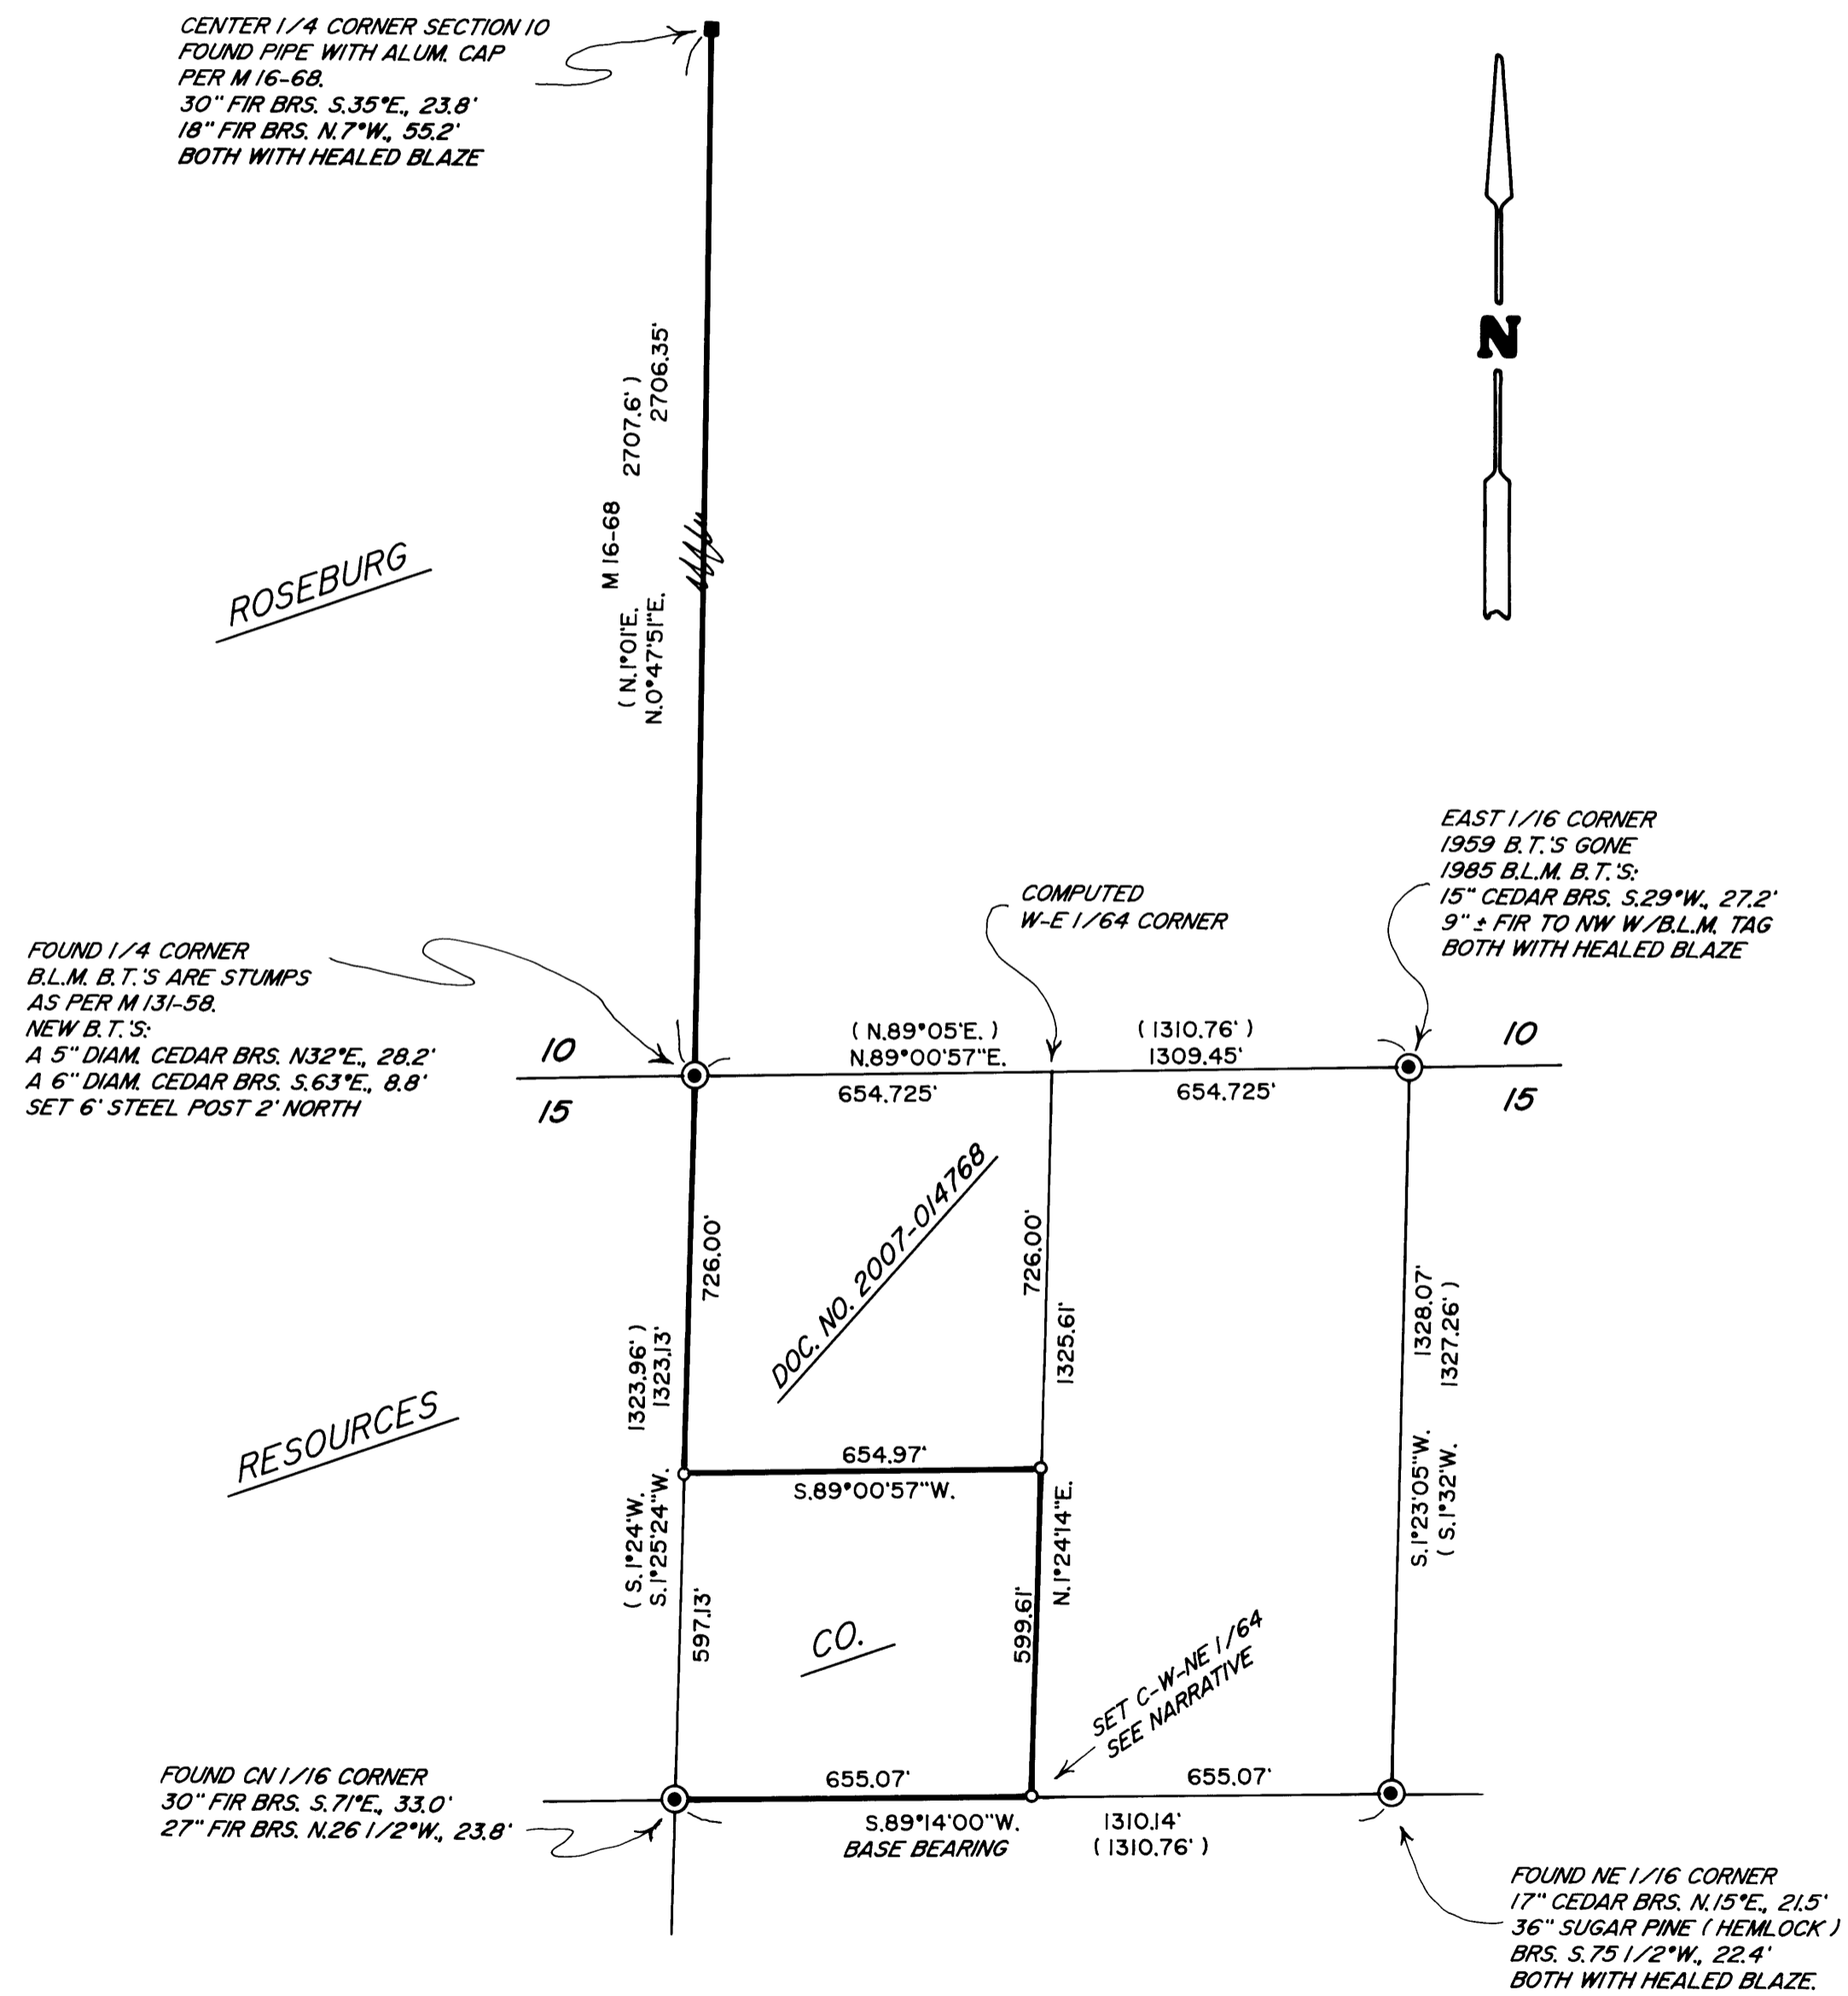 CENTER 1/4 CORNER SECTION 10
FOUND PIPE WITH ALUM. CAP
PER M 16-68.
30" FIR BRS. S.35°E., 23.8'
18" FIR BRS. N.7°W., 55.2'
BOTH WITH HEALED BLAZE
N
M 16-68
(N.1°01'E. 2707.6')
N.0°47'51"E. 2706.35'
ROSEBURG
EAST 1/16 CORNER
1959 B.T.'S GONE
1985 B.L.M. B.T.'S:
15" CEDAR BRS. S.29°W., 27.2'
9" ± FIR TO NW W/B.L.M. TAG
BOTH WITH HEALED BLAZE
COMPUTED
W-E 1/64 CORNER
FOUND 1/4 CORNER
B.L.M. B.T.'S ARE STUMPS
AS PER M 131-58.
NEW B.T.'S:
A 5" DIAM. CEDAR BRS. N32°E., 28.2'
A 6" DIAM. CEDAR BRS. S.63°E., 8.8'
SET 6' STEEL POST 2' NORTH
10
15
(N.89°05'E.) (1310.76')
N.89°00'57"E. 1309.45'
654.725' 654.725'
10
15
726.00'
DOC. NO. 2007-014768
726.00'
1325.61'
N.1°24'14"E.
(S.1°24'W. 1323.96')
S.1°25'24"W. 1323.13'
S.1°23'05"W. 1328.07'
(S.1°32'W. 1327.26')
RESOURCES
654.97'
S.89°00'57"W.
597.13'
CO.
599.61'
SET C-W-NE 1/64
SEE NARRATIVE
FOUND CN 1/16 CORNER
30" FIR BRS. S.71°E., 33.0'
27" FIR BRS. N.26 1/2°W., 23.8'
655.07' 655.07'
S.89°14'00"W. 1310.14'
BASE BEARING (1310.76')
FOUND NE 1/16 CORNER
17" CEDAR BRS. N.15°E., 21.5'
36" SUGAR PINE (HEMLOCK)
BRS. S.75 1/2°W., 22.4'
BOTH WITH HEALED BLAZE.